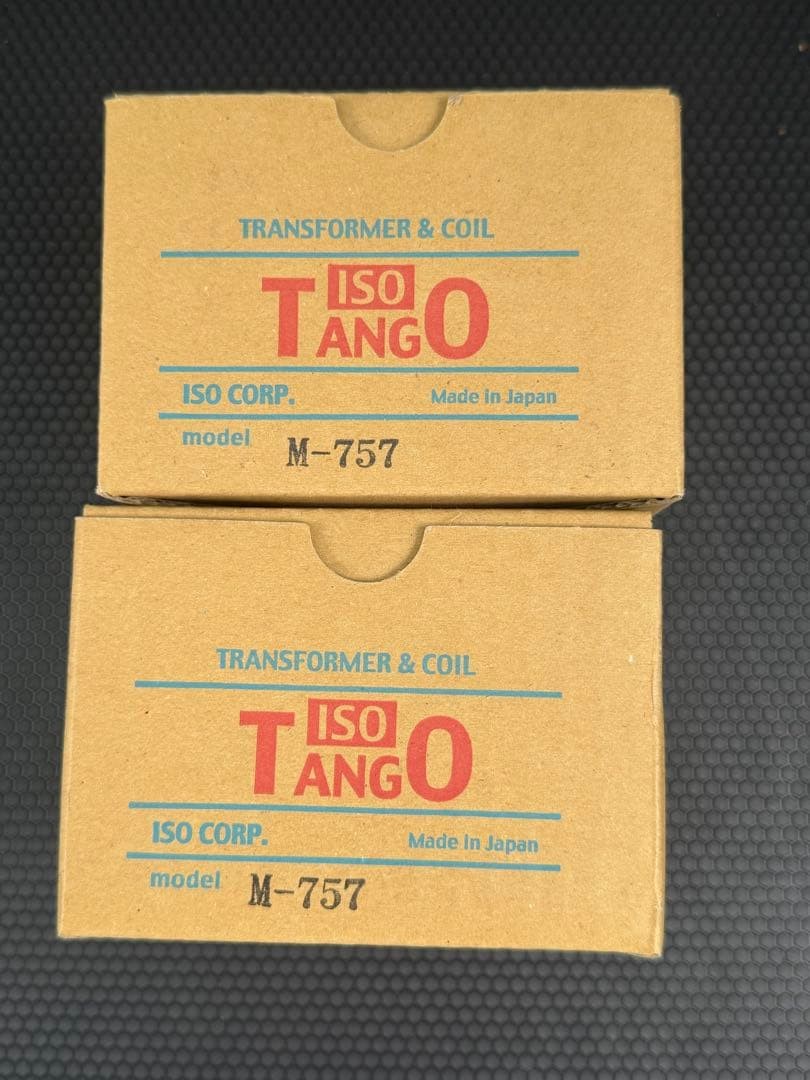 TRANSFORMER & COIL
ISO
TANGO
ISO CORP. Made in Japan
model M-757
TRANSFORMER & COIL
ISO
TANGO
ISO CORP. Made in Japan
model M-757